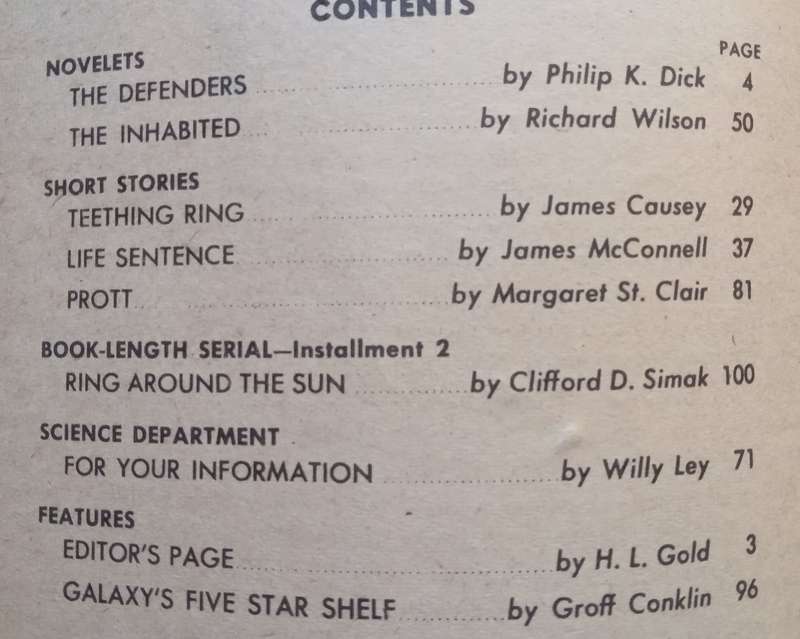 CONTENTS
PAGE
NOVELETS
THE DEFENDERS by Philip K. Dick 4
THE INHABITED by Richard Wilson 50
SHORT STORIES
TEETHING RING by James Causey 29
LIFE SENTENCE by James McConnell 37
PROTT by Margaret St. Clair 81
BOOK-LENGTH SERIAL—Installment 2
RING AROUND THE SUN by Clifford D. Simak 100
SCIENCE DEPARTMENT
FOR YOUR INFORMATION by Willy Ley 71
FEATURES
EDITOR'S PAGE by H. L. Gold 3
GALAXY'S FIVE STAR SHELF by Groff Conklin 96